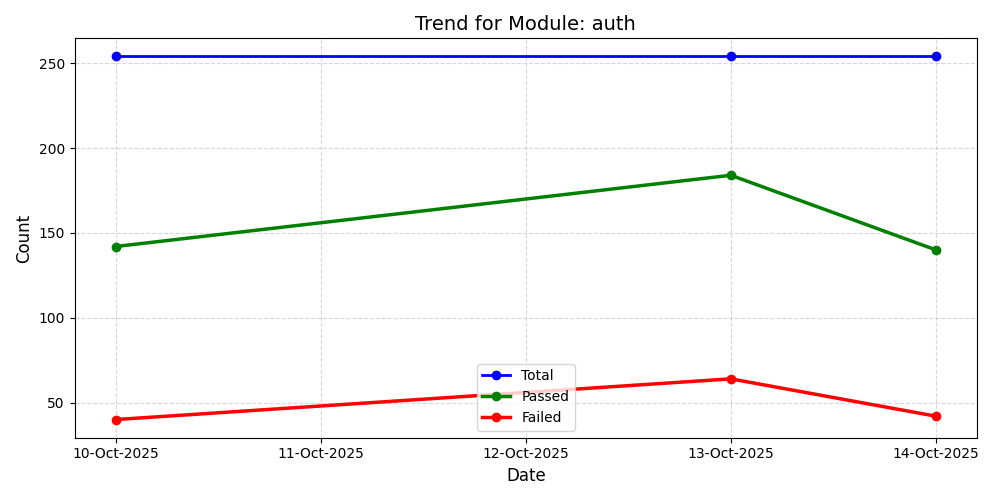 Trend for Module: auth
250
200
150
100
50
Count
Total
Passed
Failed
10-Oct-2025
11-Oct-2025
12-Oct-2025
13-Oct-2025
14-Oct-2025
Date